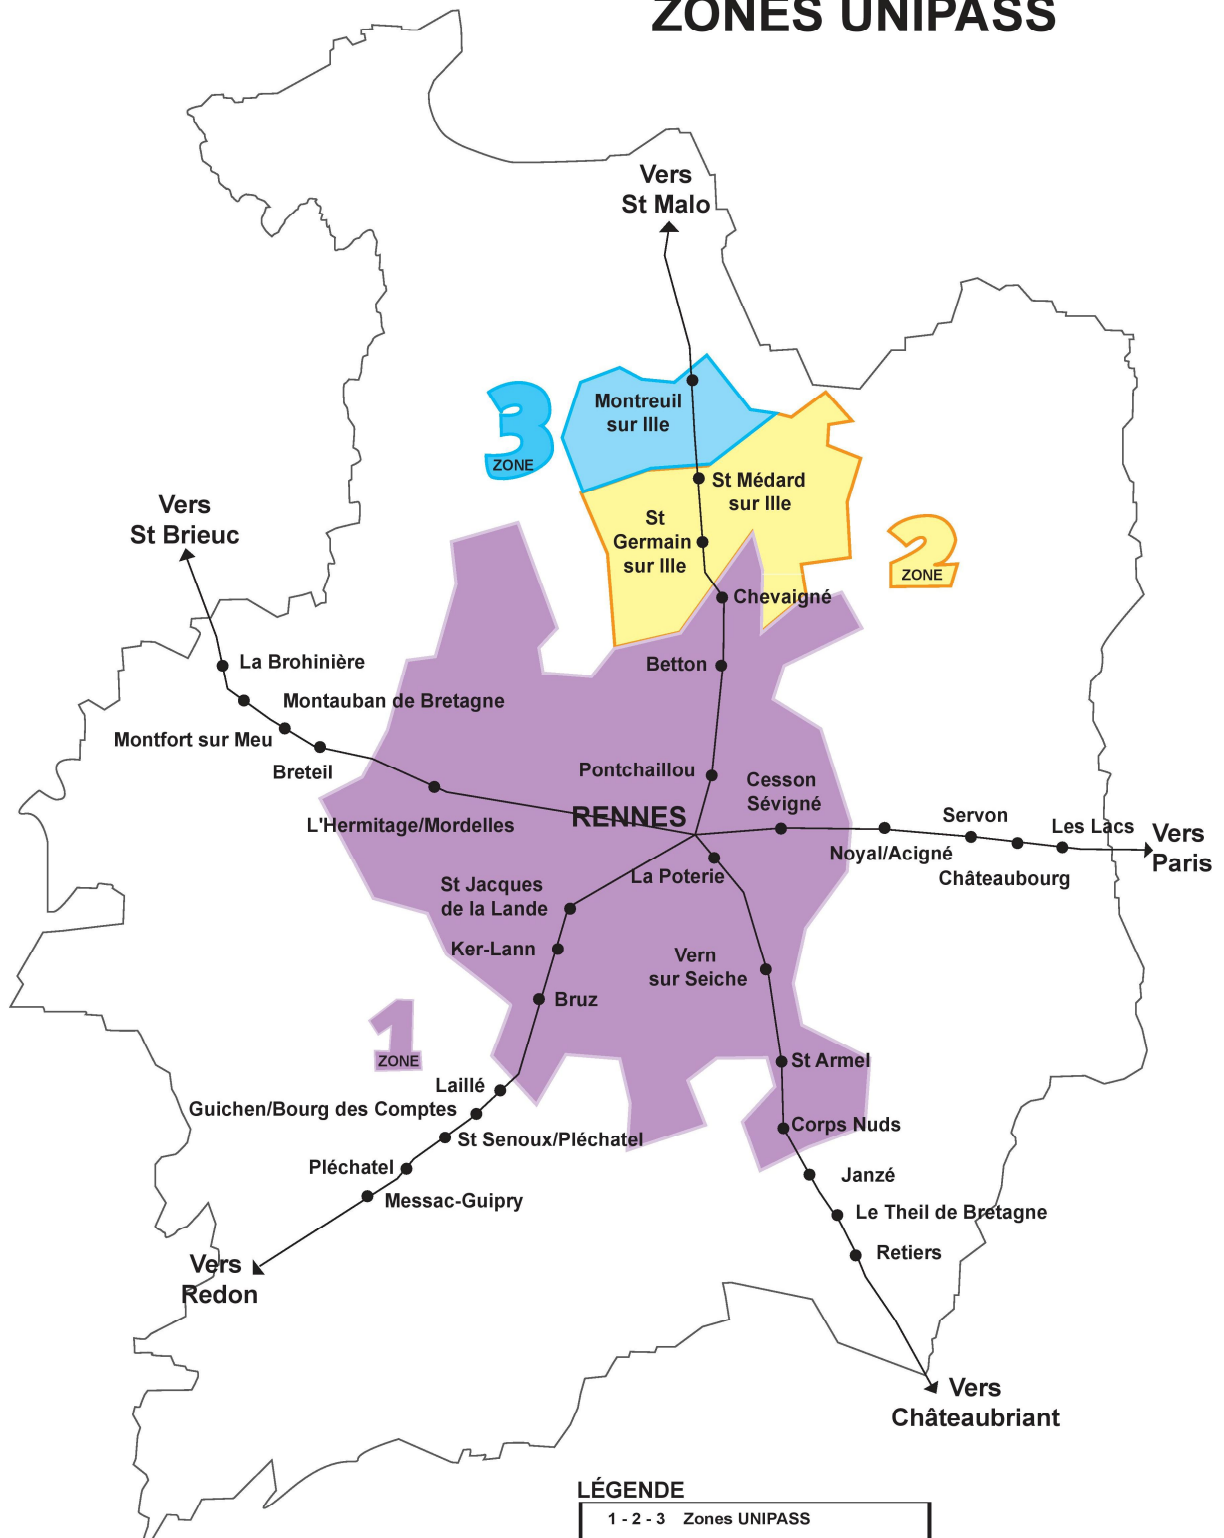 ZONES UNIPASS
Vers
St Malo
3
ZONE
Montreuil
sur Ille
St Médard
sur Ille
St
Germain
sur Ille
2
ZONE
Vers
St Brieuc
Chevaigné
La Brohinière
Betton
Montauban de Bretagne
Montfort sur Meu
Breteil
Pontchaillou
Cesson
Sévigné
RENNES
L'Hermitage/Mordelles
Servon
Les Lacs
Vers
Paris
Noyal/Acigné
Châteaubourg
La Poterie
St Jacques
de la Lande
Ker-Lann
Vern
sur Seiche
Bruz
1
ZONE
St Armel
Laillé
Guichen/Bourg des Comptes
Corps Nuds
St Senoux/Pléchatel
Pléchatel
Janzé
Messac-Guipry
Le Theil de Bretagne
Retiers
Vers
Redon
Vers
Châteaubriant
LÉGENDE
1 - 2 - 3 Zones UNIPASS